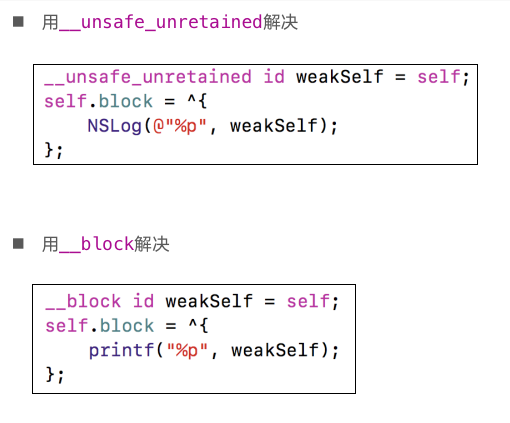 ■ 用__unsafe_unretained解决
__unsafe_unretained id weakSelf = self;
self.block = ^{
    NSLog(@"%p", weakSelf);
};
■ 用__block解决
__block id weakSelf = self;
self.block = ^{
    printf("%p", weakSelf);
};